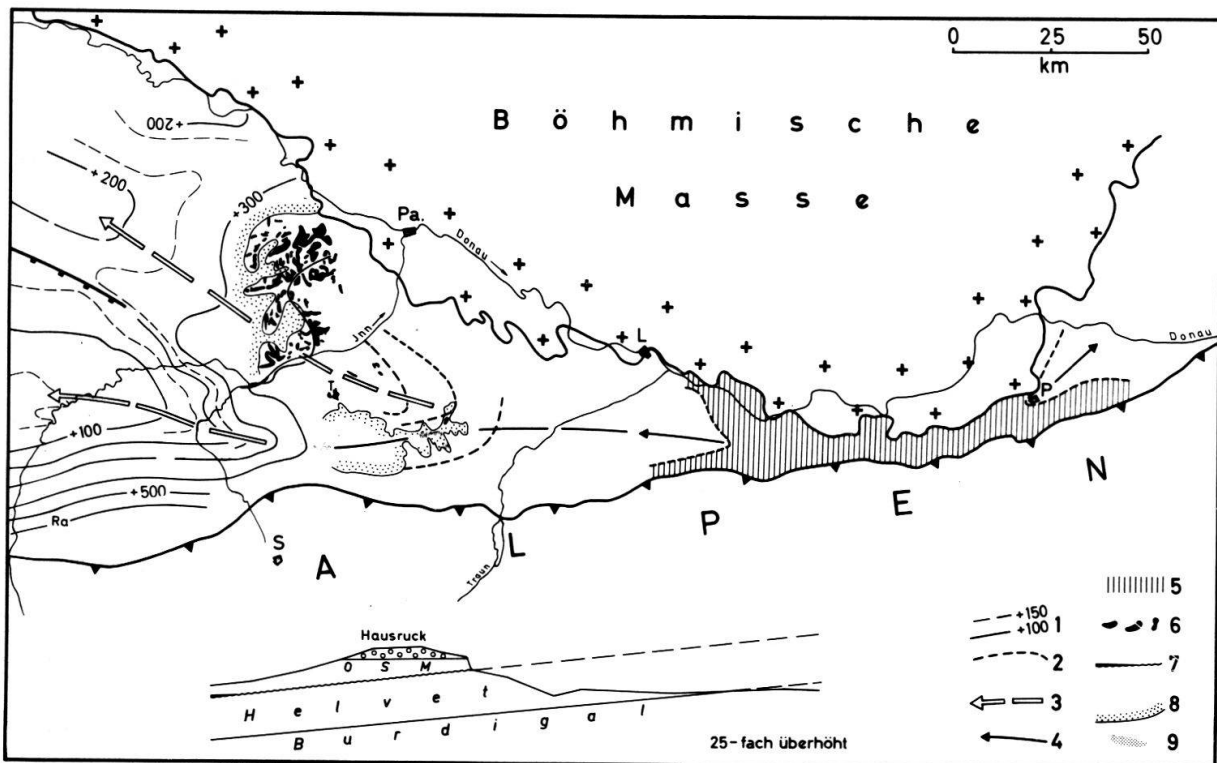 0 25 50
km
B ö h m i s c h e
M a s s e
+200
+200
+300
Pa.
Donau
Jnn
L
Donau
P
+100
+500
Ra
S
A L P E N
Traun
Hausruck
O S M
H e l v e t
B u r d i g a l
25-fach überhöht
+150
+100 1
2
3
4
5
6
7
8
9